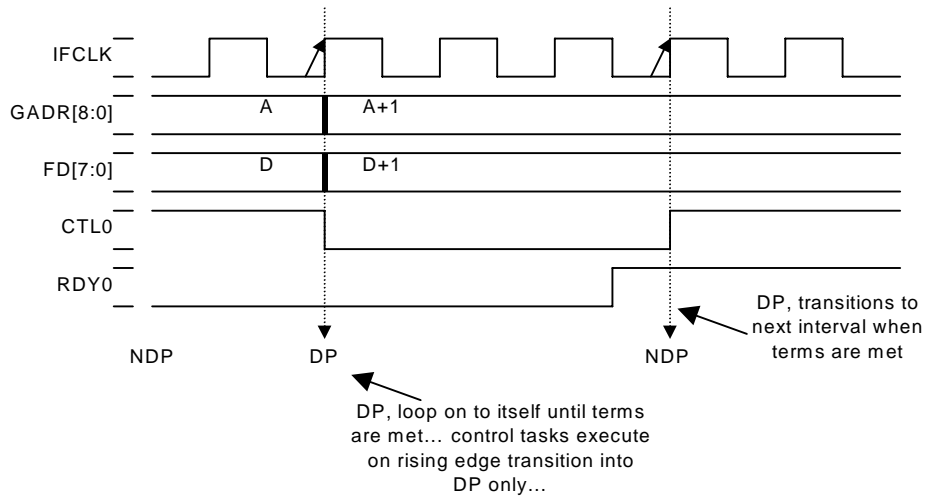 IFCLK
GADR[8:0]
A
A+1
FD[7:0]
D
D+1
CTL0
RDY0
NDP
DP
NDP
DP, transitions to
next interval when
terms are met
DP, loop on to itself until terms
are met... control tasks execute
on rising edge transition into
DP only...